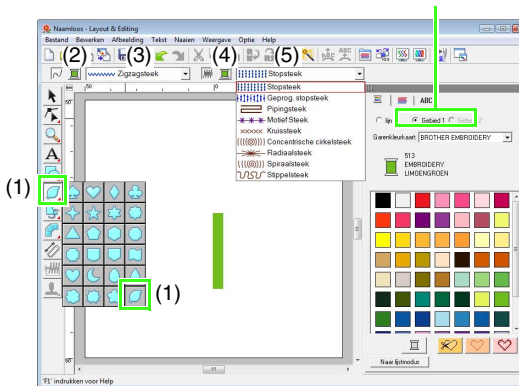 Naamloos - Layout & Editing
Bestand Bewerken Afbeelding Tekst Naaien Weergave Optie Help
(2) (3) (4) (5)
Zigzagsteek Stopsteek
Stopsteek
Geprog. stopsteek
Pipingsteek
Motief Steek
Kruissteek
Concentrische cirkelsteek
Radiaalsteek
Spiraalsteek
Stippelsteek
ABC
lijn Gebied 1 Gebied 2
Garenkleurkaart: BROTHER EMBROIDERY
513
EMBROIDERY
LIMOENGROEN
(1)
(1)
Naar lijstmodus
'F1' indrukken voor Help